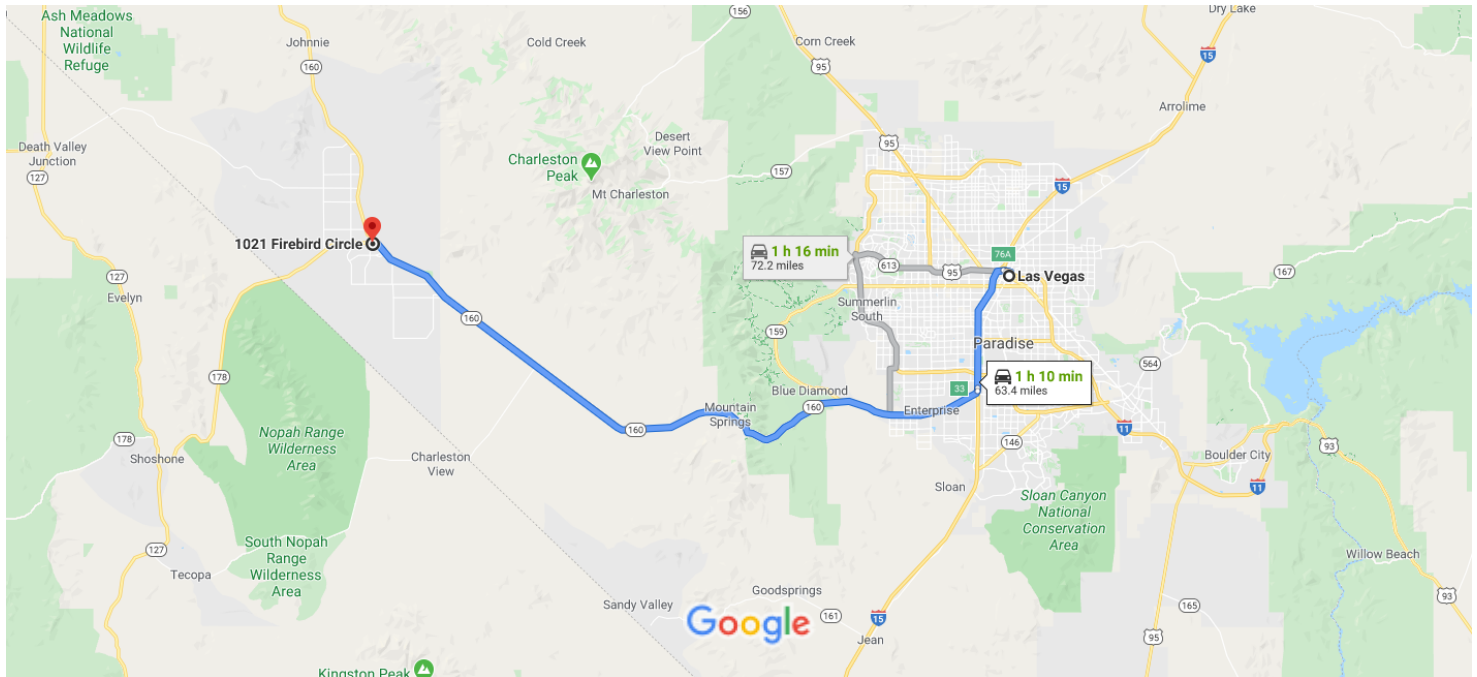 Ash Meadows
National
Wildlife
Refuge
Johnnie
160
Cold Creek
156
Corn Creek
95
Dry Lake
15
Arrolime
Death Valley
Junction
127
Charleston
Peak
Desert
View Point
Mt Charleston
157
95
95
15
1021 Firebird Circle
1 h 16 min
72.2 miles
613
95
76A
Las Vegas
167
127
Evelyn
160
Summerlin
South
159
Paradise
564
178
1 h 10 min
63.4 miles
33
Blue Diamond
160
Enterprise
Mountain
Springs
160
11
93
178
Shoshone
Nopah Range
Wilderness
Area
Charleston
View
146
Boulder City
11
Sloan
Sloan Canyon
National
Conservation
Area
127
Tecopa
South Nopah
Range
Wilderness
Area
Willow Beach
93
Goodsprings
Sandy Valley
161
15
Jean
165
95
Google
Kingston Peak